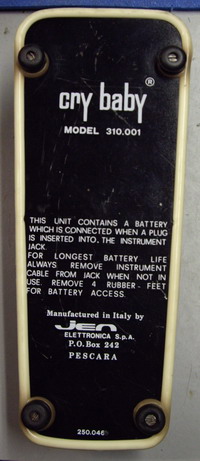 cry baby ®
MODEL 310.001
THIS UNIT CONTAINS A BATTERY
WHICH IS CONNECTED WHEN A PLUG
IS INSERTED INTO. THE INSTRUMENT
JACK.
FOR LONGEST BATTERY LIFE
ALWAYS REMOVE INSTRUMENT
CABLE FROM JACK WHEN NOT IN
USE. REMOVE 4 RUBBER-FEET
FOR BATTERY ACCESS.
Manufactured in Italy by
JEN
ELETTRONICA S.p.A.
P.O. Box 242
PESCARA
250.046